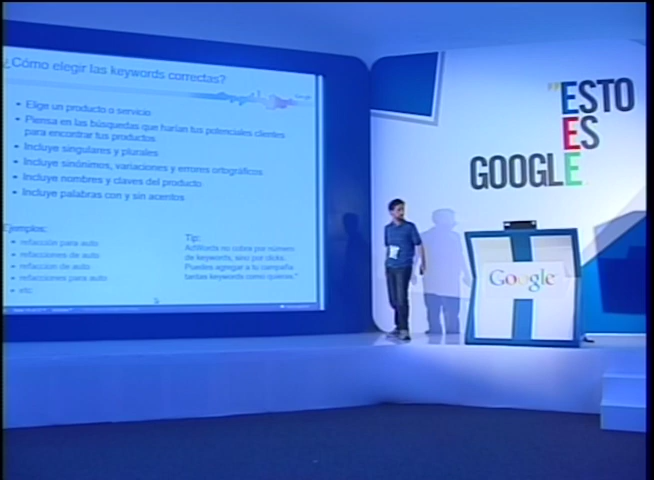 ¿Cómo elegir las keywords correctas?
• Elige un producto o servicio
• Piensa en las búsquedas que harían tus potenciales clientes
para encontrar tus productos
• Incluye singulares y plurales
• Incluye sinónimos, variaciones y errores ortográficos
• Incluye nombres y claves del producto
• Incluye palabras con y sin acentos
Ejemplos:
• refacción para auto
• refacciones de auto
• refaccion de auto
• refacciones para auto
• etc
Tip:
AdWords no cobra por número
de keywords, sino por clicks.
Puedes agregar a tu campaña
tantas keywords como quieras."
"ESTO
ES
GOOGLE
Google